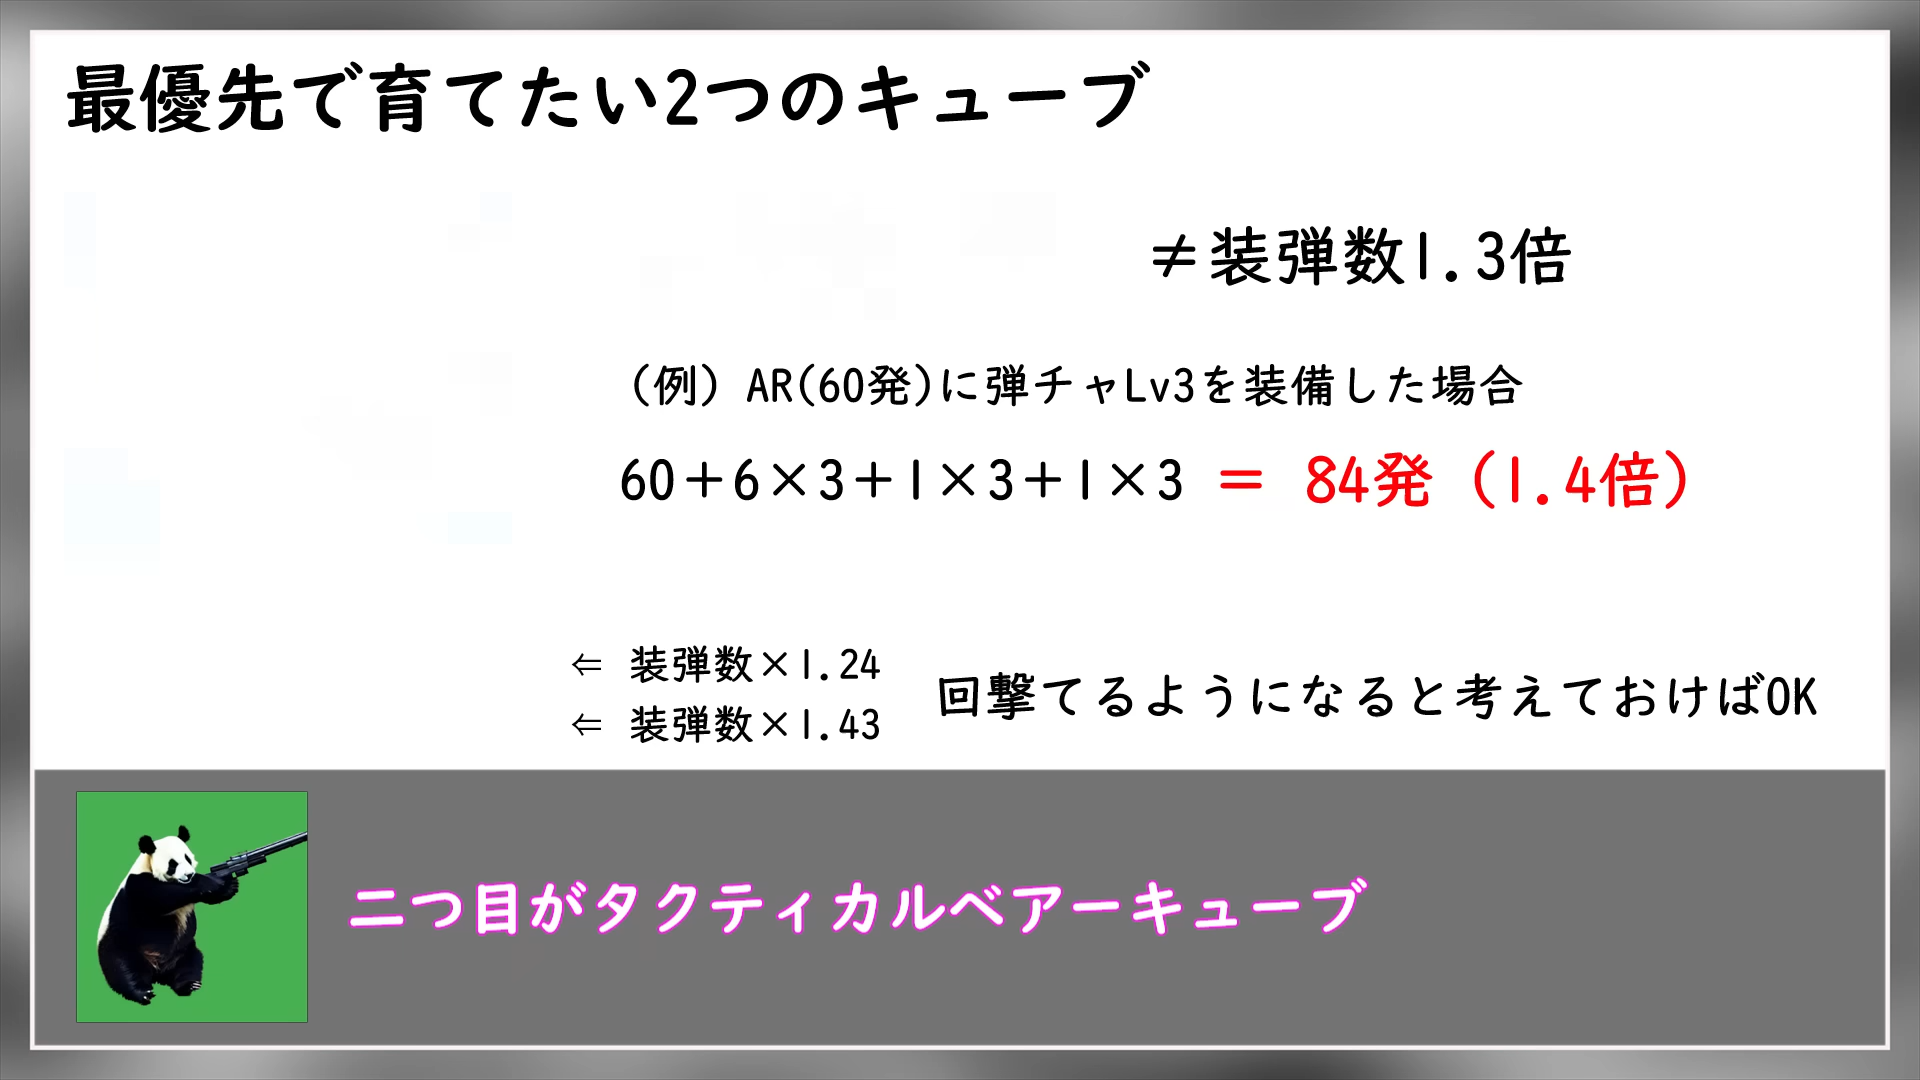 最優先で育てたい2つのキューブ
≠装弾数1.3倍
（例）AR(60発)に弾チャLv3を装備した場合
60＋6×3＋1×3＋1×3 ＝ 84発（1.4倍）
⇐ 装弾数×1.24
⇐ 装弾数×1.43
回撃てるようになると考えておけばOK
二つ目がタクティカルベアーキューブ